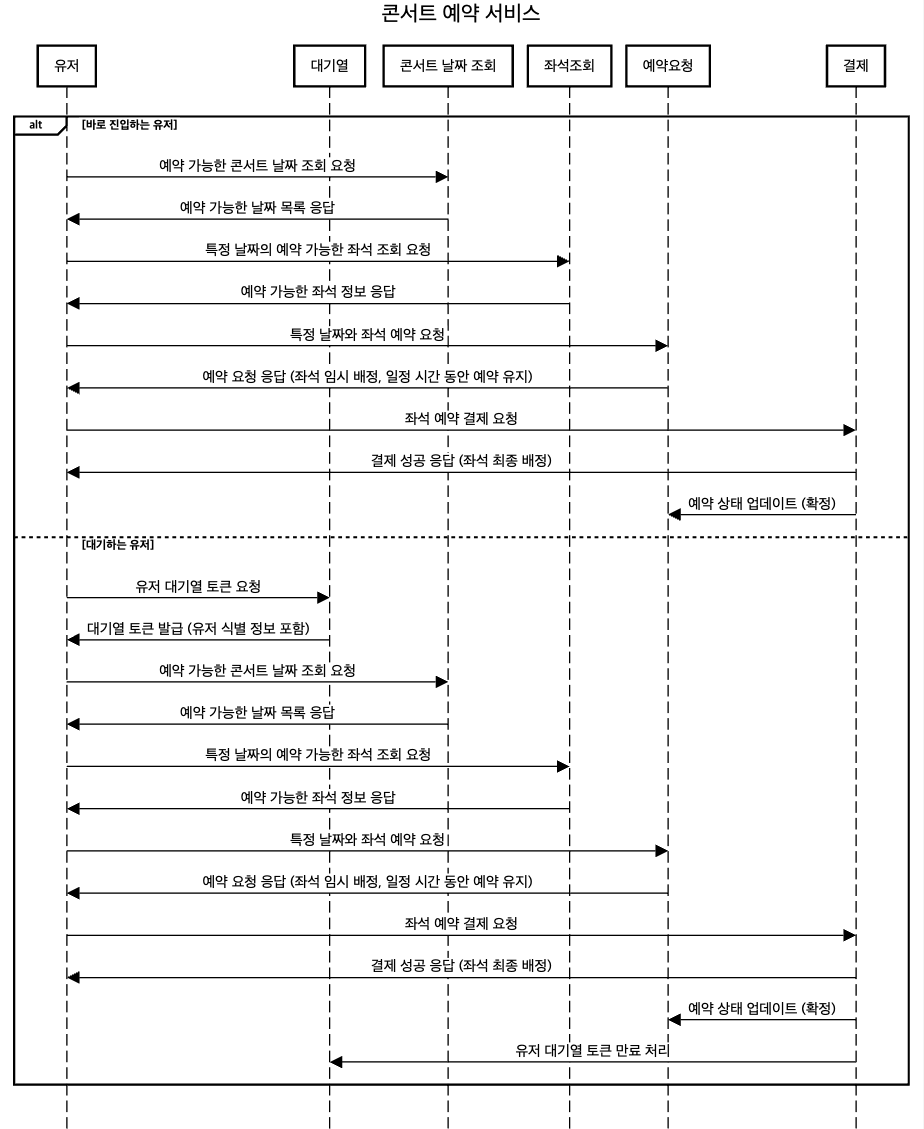 콘서트 예약 서비스
유저
대기열
콘서트 날짜 조회
좌석조회
예약요청
결제
alt
[바로 진입하는 유저]
예약 가능한 콘서트 날짜 조회 요청
예약 가능한 날짜 목록 응답
특정 날짜의 예약 가능한 좌석 조회 요청
예약 가능한 좌석 정보 응답
특정 날짜와 좌석 예약 요청
예약 요청 응답 (좌석 임시 배정, 일정 시간 동안 예약 유지)
좌석 예약 결제 요청
결제 성공 응답 (좌석 최종 배정)
예약 상태 업데이트 (확정)
[대기하는 유저]
유저 대기열 토큰 요청
대기열 토큰 발급 (유저 식별 정보 포함)
예약 가능한 콘서트 날짜 조회 요청
예약 가능한 날짜 목록 응답
특정 날짜의 예약 가능한 좌석 조회 요청
예약 가능한 좌석 정보 응답
특정 날짜와 좌석 예약 요청
예약 요청 응답 (좌석 임시 배정, 일정 시간 동안 예약 유지)
좌석 예약 결제 요청
결제 성공 응답 (좌석 최종 배정)
예약 상태 업데이트 (확정)
유저 대기열 토큰 만료 처리